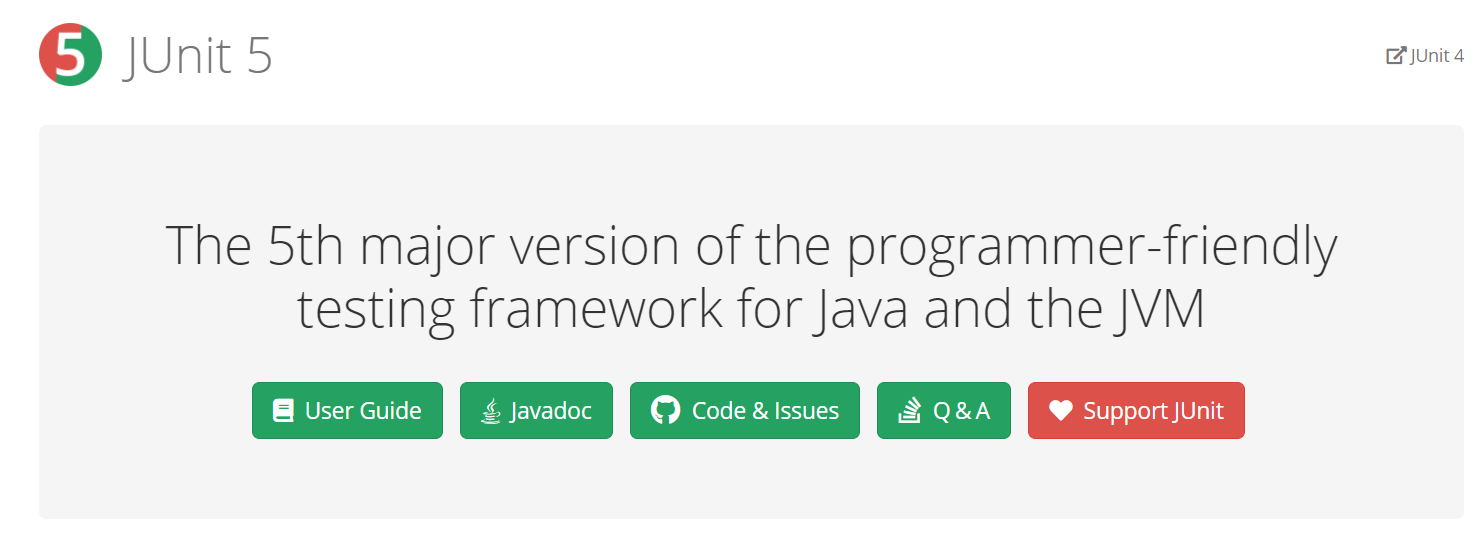 5 JUnit 5
JUnit 4
The 5th major version of the programmer-friendly
testing framework for Java and the JVM
User Guide
Javadoc
Code & Issues
Q & A
Support JUnit